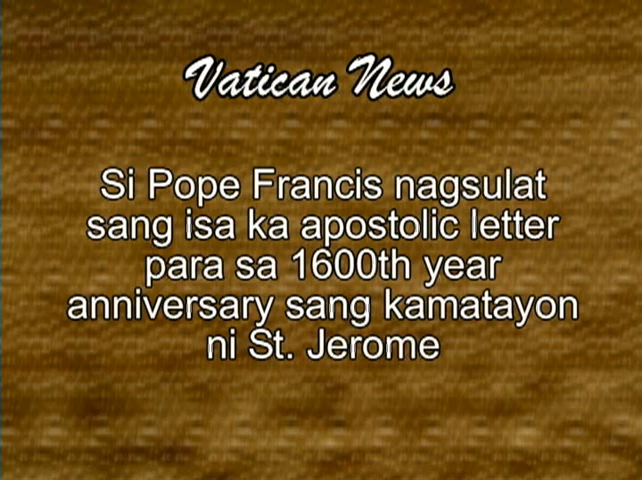 Vatican News
Si Pope Francis nagsulat
sang isa ka apostolic letter
para sa 1600th year
anniversary sang kamatayon
ni St. Jerome